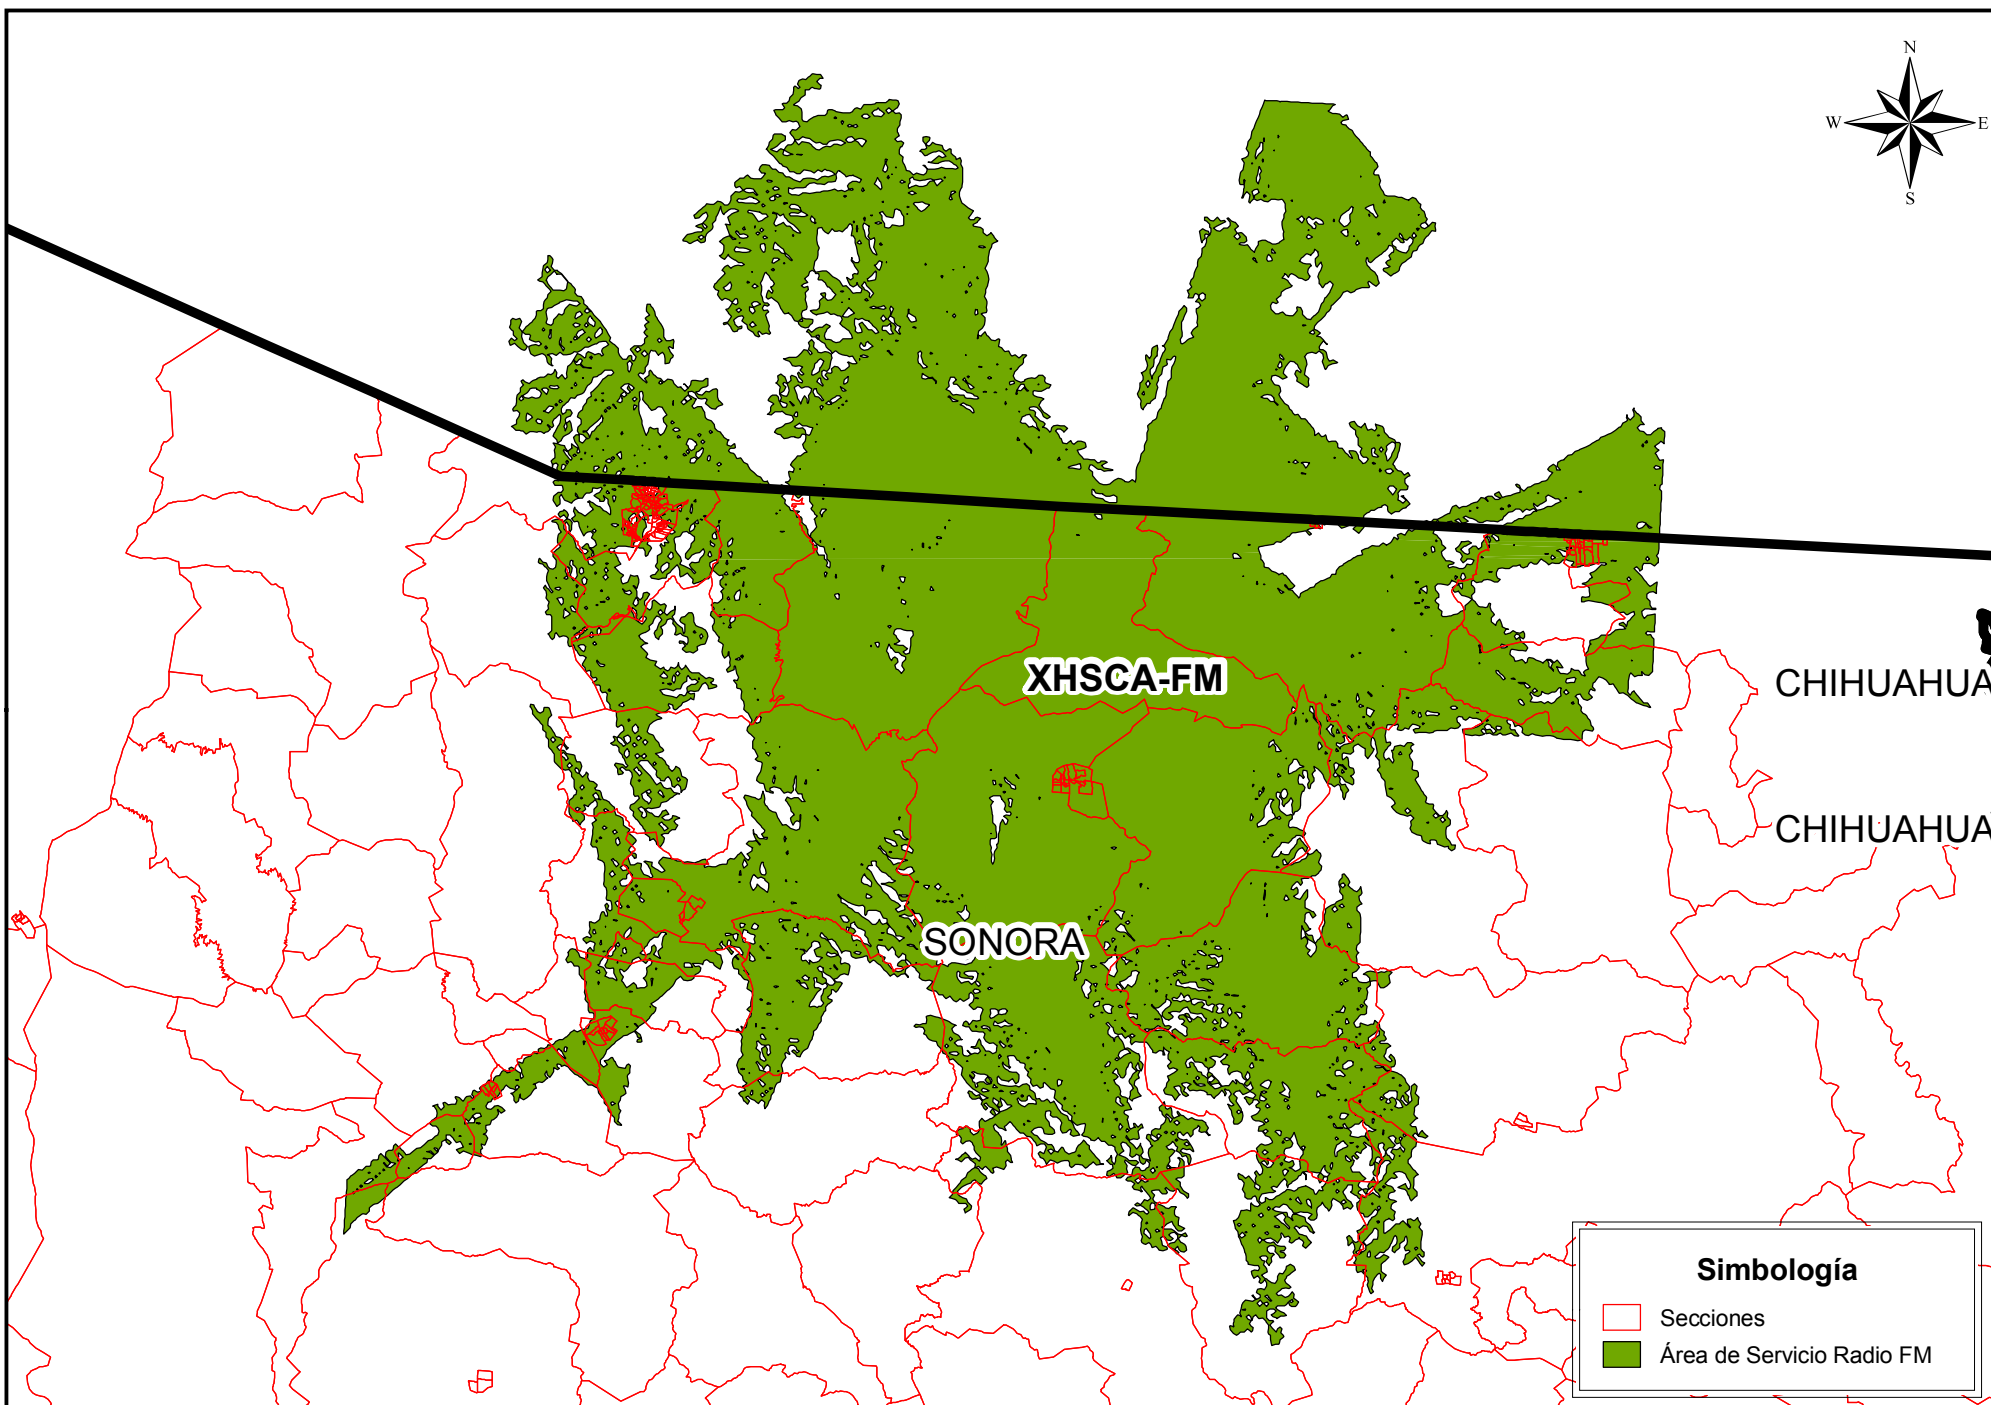 N
W E
S
XHSCA-FM
CHIHUAHUA
CHIHUAHUA
SONORA
Simbología
Secciones
Área de Servicio Radio FM